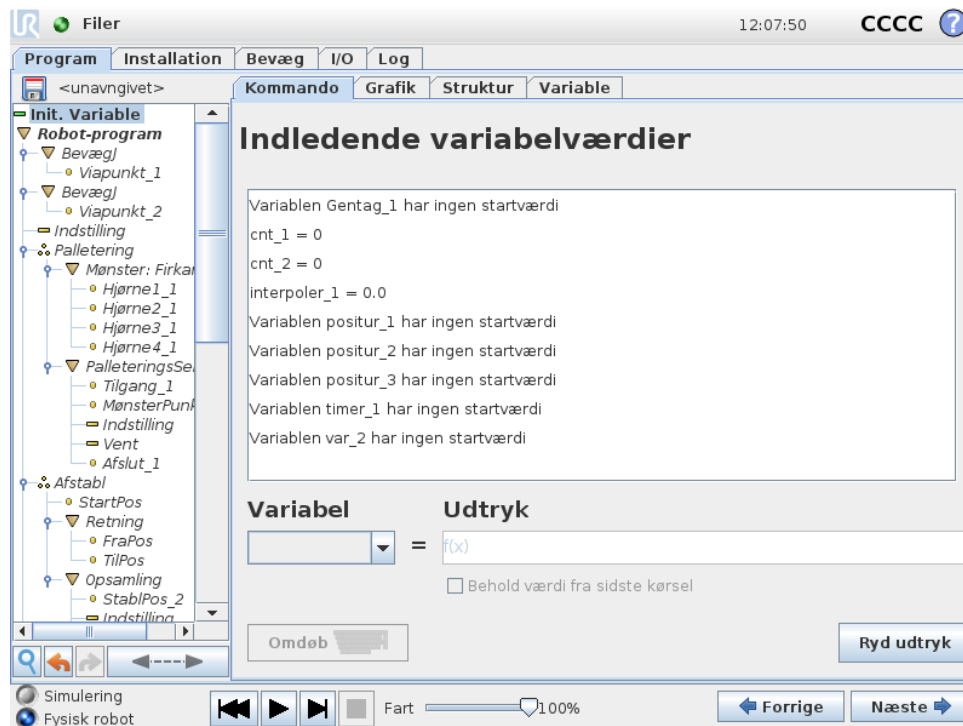 UR Filer 12:07:50 CCCC ?
Program Installation Bevæg I/O Log
<unavngivet> Kommando Grafik Struktur Variable
Init. Variable
Robot-program
BevægJ
Viapunkt_1
BevægJ
Viapunkt_2
Indstilling
Palletering
Mønster: Firkan
Hjørne1_1
Hjørne2_1
Hjørne3_1
Hjørne4_1
PalleteringsSe
Tilgang_1
MønsterPunk
Indstilling
Vent
Afslut_1
Afstabl
StartPos
Retning
FraPos
TilPos
Opsamling
StablPos_2
Indstilling
Indledende variabelværdier
Variablen Gentag_1 har ingen startværdi
cnt_1 = 0
cnt_2 = 0
interpoler_1 = 0.0
Variablen positur_1 har ingen startværdi
Variablen positur_2 har ingen startværdi
Variablen positur_3 har ingen startværdi
Variablen timer_1 har ingen startværdi
Variablen var_2 har ingen startværdi
Variabel Udtryk
= f(x)
Behold værdi fra sidste kørsel
Omdøb Ryd udtryk
Simulering
Fysisk robot
Fart 100% Forrige Næste